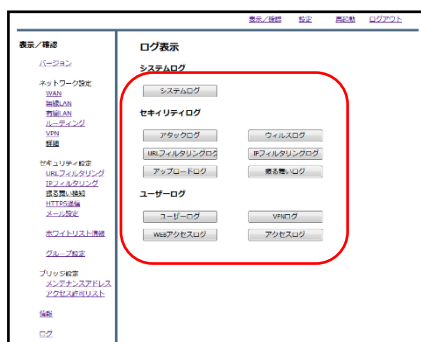 表示/確認 設定 再起動 ログアウト
表示/確認
バージョン
ネットワーク設定
WAN
無線LAN
有線LAN
ルーティング
VPN
詳細
セキュリティ設定
URLフィルタリング
IPフィルタリング
振る舞い検知
HTTPS通信
メール設定
ホワイトリスト情報
グループ設定
ブリッジ設定
メンテナンスアドレス
アクセス許可リスト
情報
ログ
ログ表示
システムログ
システムログ
セキュリティログ
アタックログ ウィルスログ
URLフィルタリングログ IPフィルタリングログ
アップロードログ 振る舞いログ
ユーザーログ
ユーザーログ VPNログ
WEBアクセスログ アクセスログ